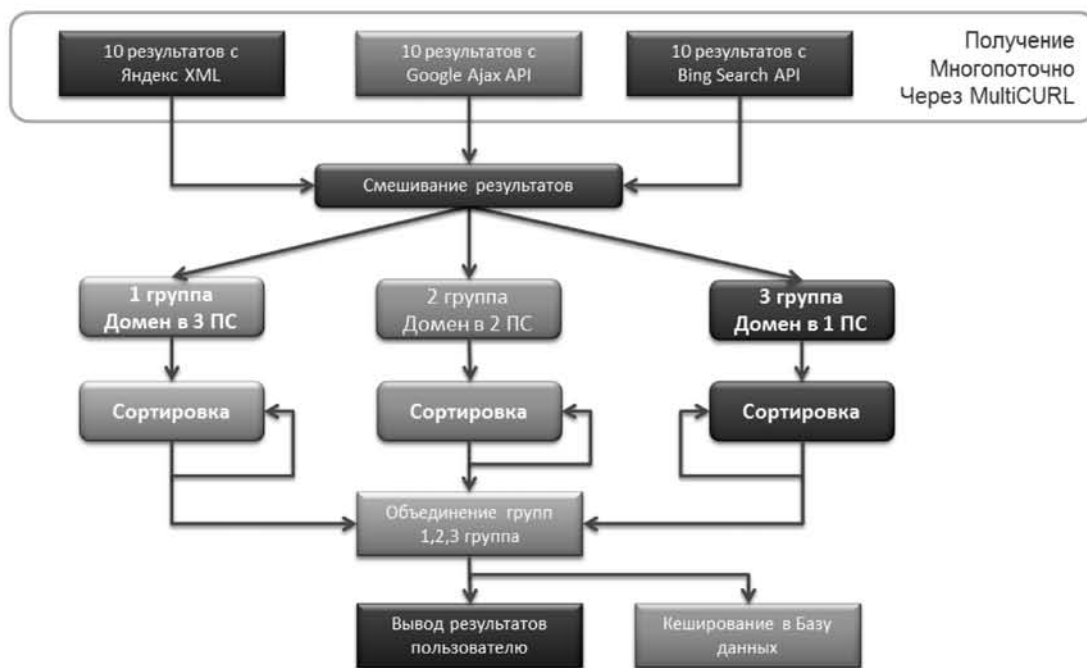 10 результатов с
Яндекс XML
10 результатов с
Google Ajax API
10 результатов с
Bing Search API
Получение
Многопоточно
Через MultiCURL
Смешивание результатов
1 группа
Домен в 3 ПС
2 группа
Домен в 2 ПС
3 группа
Домен в 1 ПС
Сортировка
Сортировка
Сортировка
Объединение групп
1,2,3 группа
Вывод результатов
пользователю
Кеширование в Базу
данных